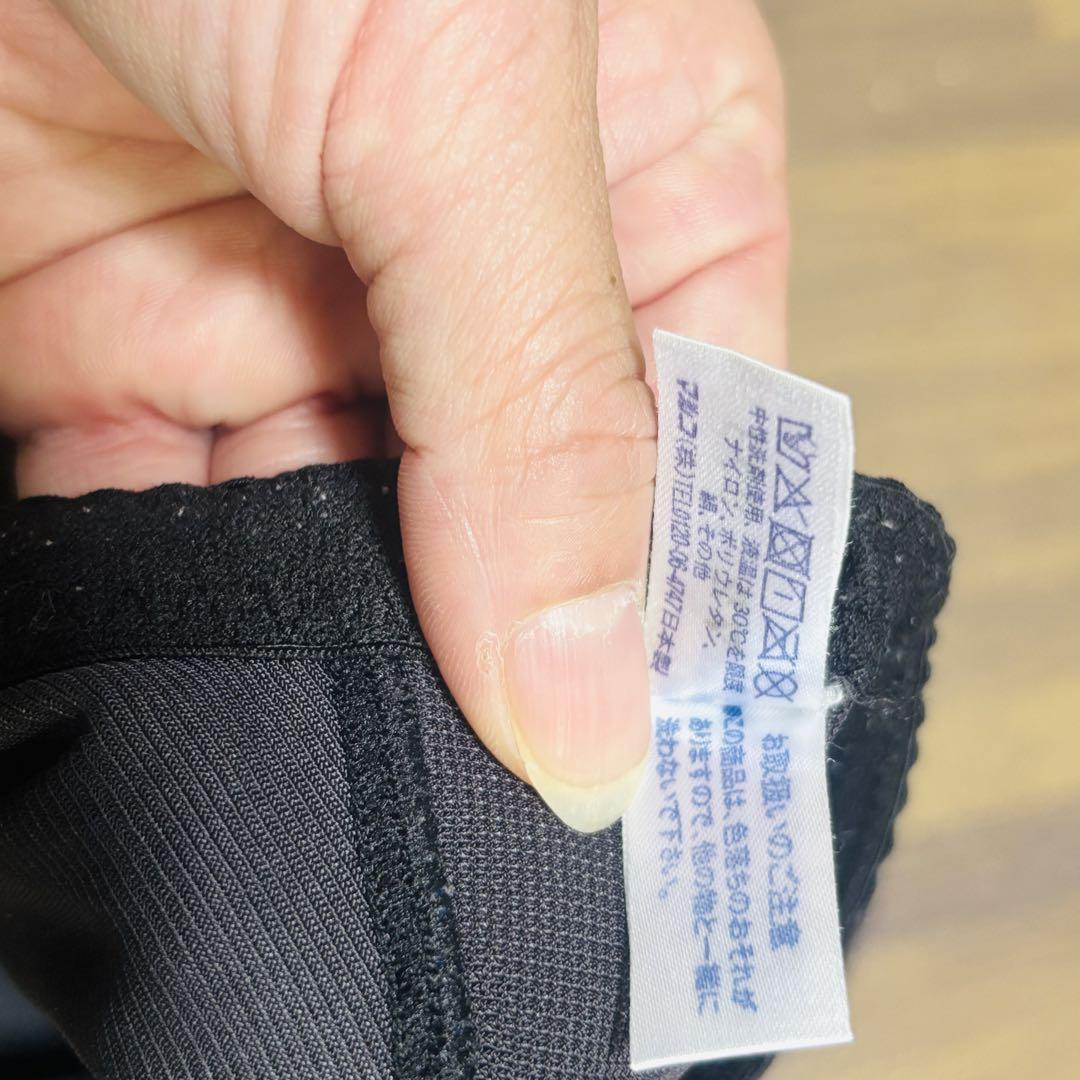 中性洗剤使用。液温は30℃を限度
ナイロン、ポリウレタン、
綿、その他
マルコ(株)TEL0120-06-4747日本製
お取扱いのご注意
この商品は、色落ちのおそれが
ありますので、他の物と一緒に
洗わないで下さい。